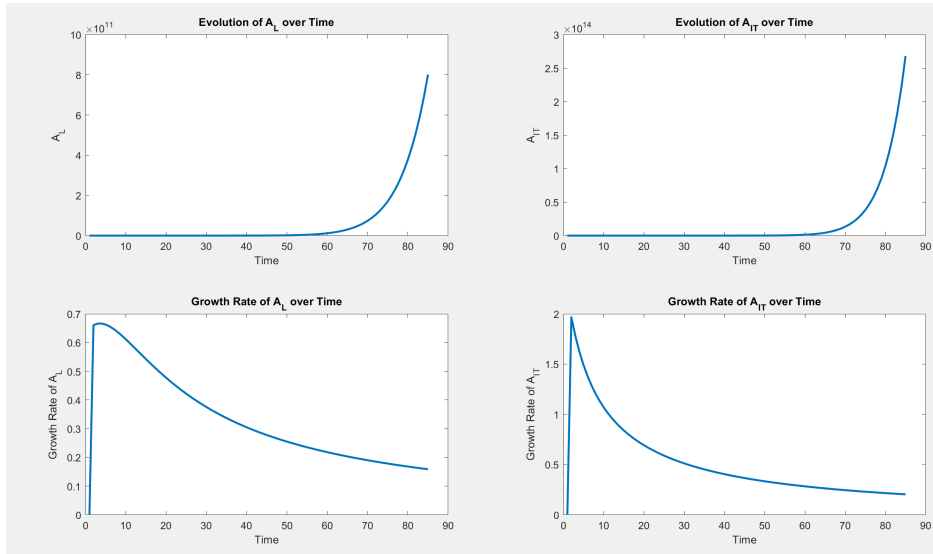 Evolution of A_L over Time
×10^11
10
8
6
4
2
0
A_L
0 10 20 30 40 50 60 70 80 90
Time
Evolution of A_IT over Time
×10^14
3
2.5
2
1.5
1
0.5
0
A_IT
0 10 20 30 40 50 60 70 80 90
Time
Growth Rate of A_L over Time
0.7
0.6
0.5
0.4
0.3
0.2
0.1
0
Growth Rate of A_L
0 10 20 30 40 50 60 70 80 90
Time
Growth Rate of A_IT over Time
2
1.5
1
0.5
0
Growth Rate of A_IT
0 10 20 30 40 50 60 70 80 90
Time